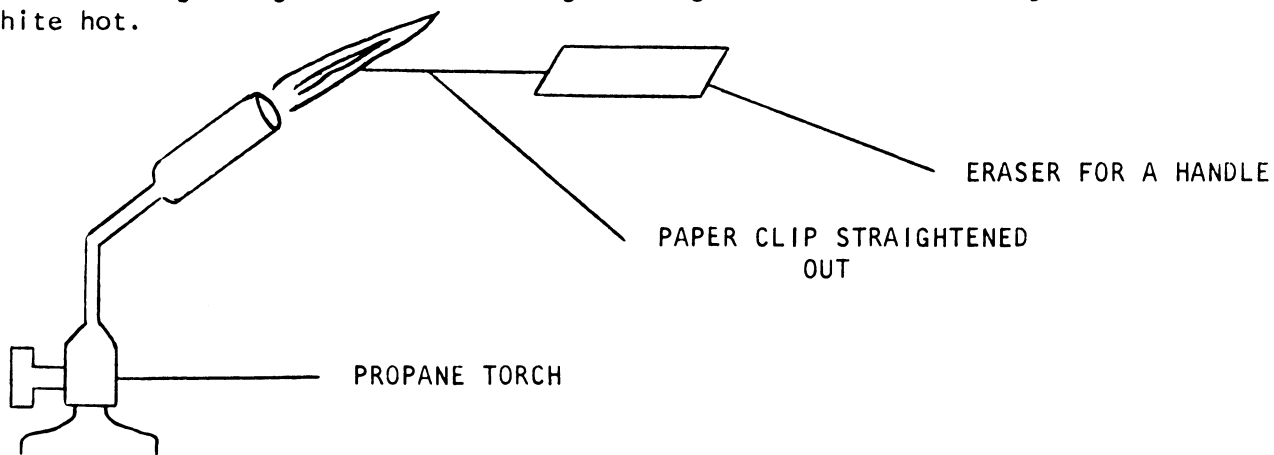 hite hot.
ERASER FOR A HANDLE
PAPER CLIP STRAIGHTENED
OUT
PROPANE TORCH